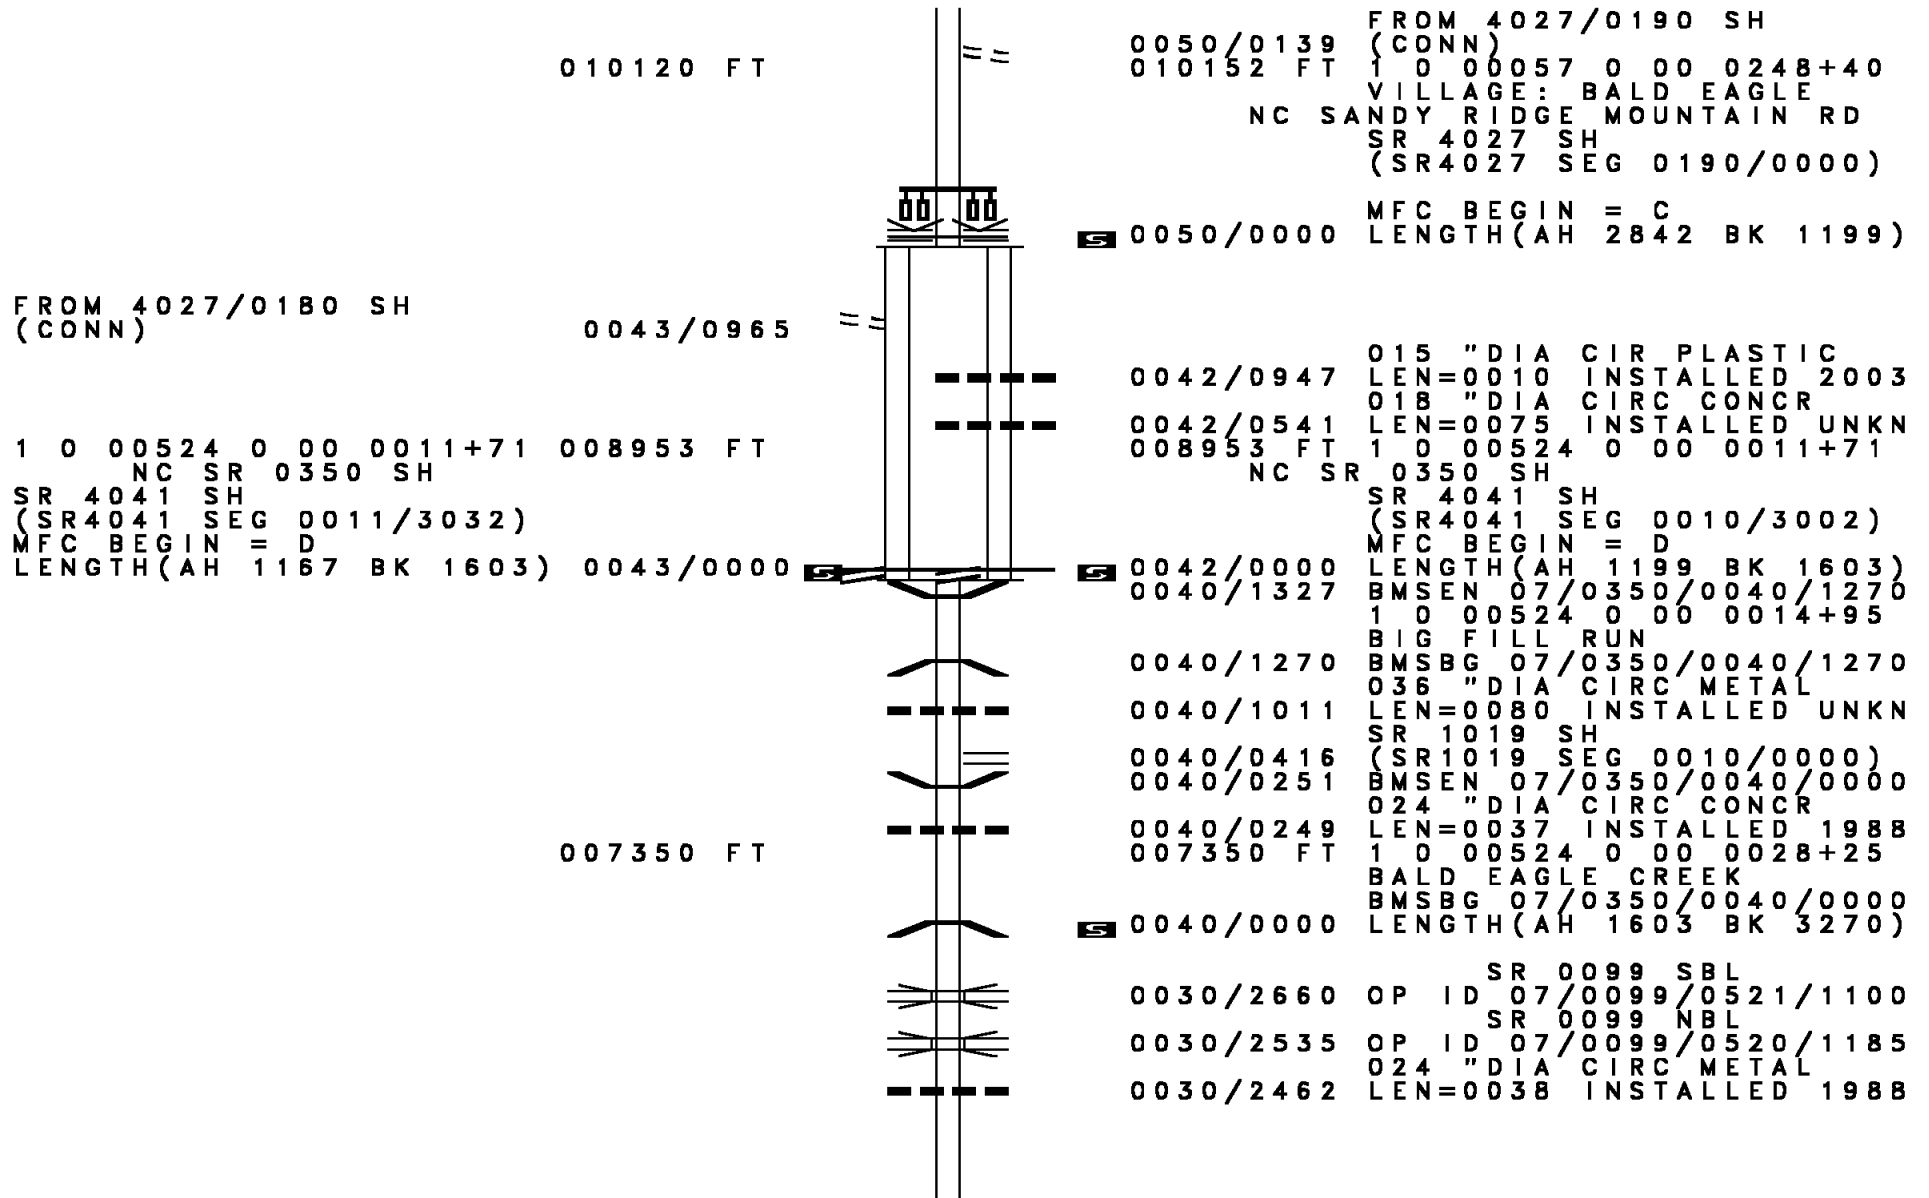 FROM 4027/0190 SH
0050/0139 (CONN)
010120 FT 010152 FT 1 0 00057 0 00 0248+40
VILLAGE: BALD EAGLE
NC SANDY RIDGE MOUNTAIN RD
SR 4027 SH
(SR4027 SEG 0190/0000)
MFC BEGIN = C
S 0050/0000 LENGTH(AH 2842 BK 1199)
FROM 4027/0180 SH
(CONN) 0043/0965
015 "DIA CIR PLASTIC
0042/0947 LEN=0010 INSTALLED 2003
018 "DIA CIRC CONCR
0042/0541 LEN=0075 INSTALLED UNKN
1 0 00524 0 00 0011+71 008953 FT 008953 FT 1 0 00524 0 00 0011+71
NC SR 0350 SH NC SR 0350 SH
SR 4041 SH SR 4041 SH
(SR4041 SEG 0011/3032) (SR4041 SEG 0010/3002)
MFC BEGIN = D MFC BEGIN = D
LENGTH(AH 1167 BK 1603) 0043/0000 S S 0042/0000 LENGTH(AH 1199 BK 1603)
0040/1327 BMSEN 07/0350/0040/1270
1 0 00524 0 00 0014+95
BIG FILL RUN
0040/1270 BMSBG 07/0350/0040/1270
036 "DIA CIRC METAL
0040/1011 LEN=0080 INSTALLED UNKN
SR 1019 SH
0040/0416 (SR1019 SEG 0010/0000)
0040/0251 BMSEN 07/0350/0040/0000
024 "DIA CIRC CONCR
0040/0249 LEN=0037 INSTALLED 1988
007350 FT 007350 FT 1 0 00524 0 00 0028+25
BALD EAGLE CREEK
BMSBG 07/0350/0040/0000
S 0040/0000 LENGTH(AH 1603 BK 3270)
SR 0099 SBL
0030/2660 OP ID 07/0099/0521/1100
SR 0099 NBL
0030/2535 OP ID 07/0099/0520/1185
024 "DIA CIRC METAL
0030/2462 LEN=0038 INSTALLED 1988